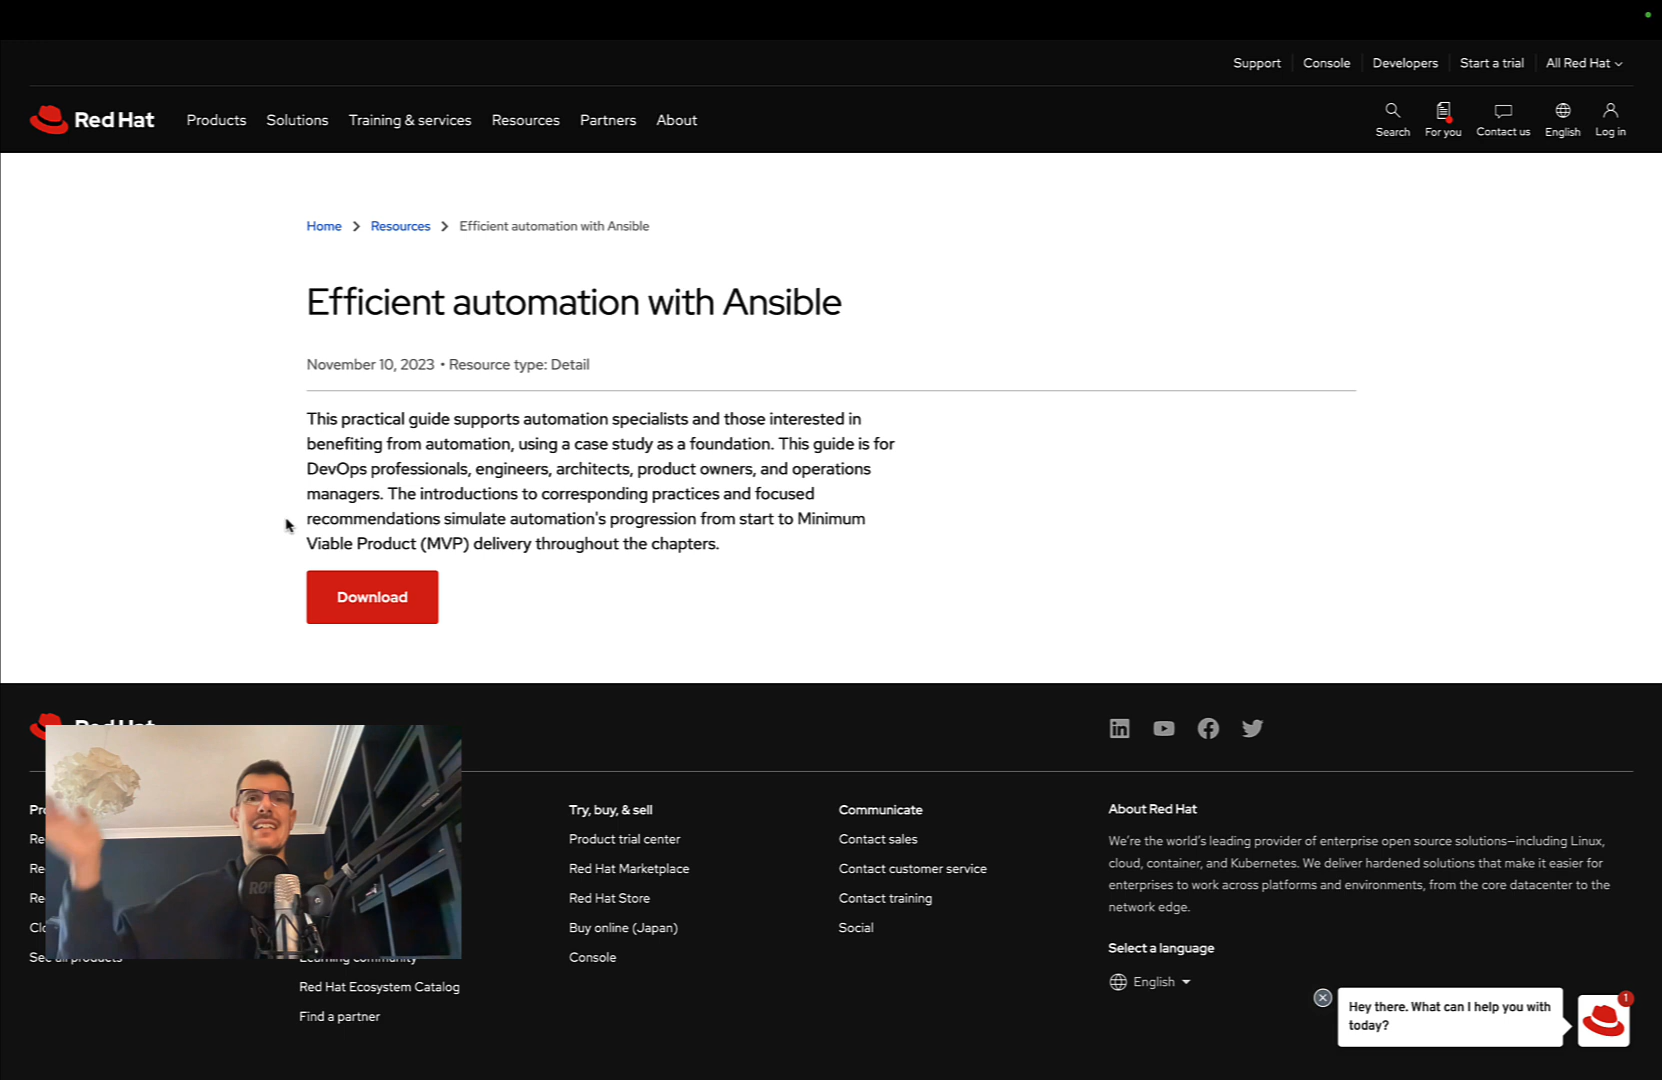 Support
Console
Developers
Start a trial
All Red Hat
Red Hat
Products
Solutions
Training & services
Resources
Partners
About
Search
For you
Contact us
English
Log in
Home
Resources
Efficient automation with Ansible
Efficient automation with Ansible
November 10, 2023 • Resource type: Detail
This practical guide supports automation specialists and those interested in
benefiting from automation, using a case study as a foundation. This guide is for
DevOps professionals, engineers, architects, product owners, and operations
managers. The introductions to corresponding practices and focused
recommendations simulate automation's progression from start to Minimum
Viable Product (MVP) delivery throughout the chapters.
Download
Red Hat
See all products
Learning community
Red Hat Ecosystem Catalog
Find a partner
Try, buy, & sell
Product trial center
Red Hat Marketplace
Red Hat Store
Buy online (Japan)
Console
Communicate
Contact sales
Contact customer service
Contact training
Social
About Red Hat
We're the world's leading provider of enterprise open source solutions—including Linux,
cloud, container, and Kubernetes. We deliver hardened solutions that make it easier for
enterprises to work across platforms and environments, from the core datacenter to the
network edge.
Select a language
English
Hey there. What can I help you with
today?
1